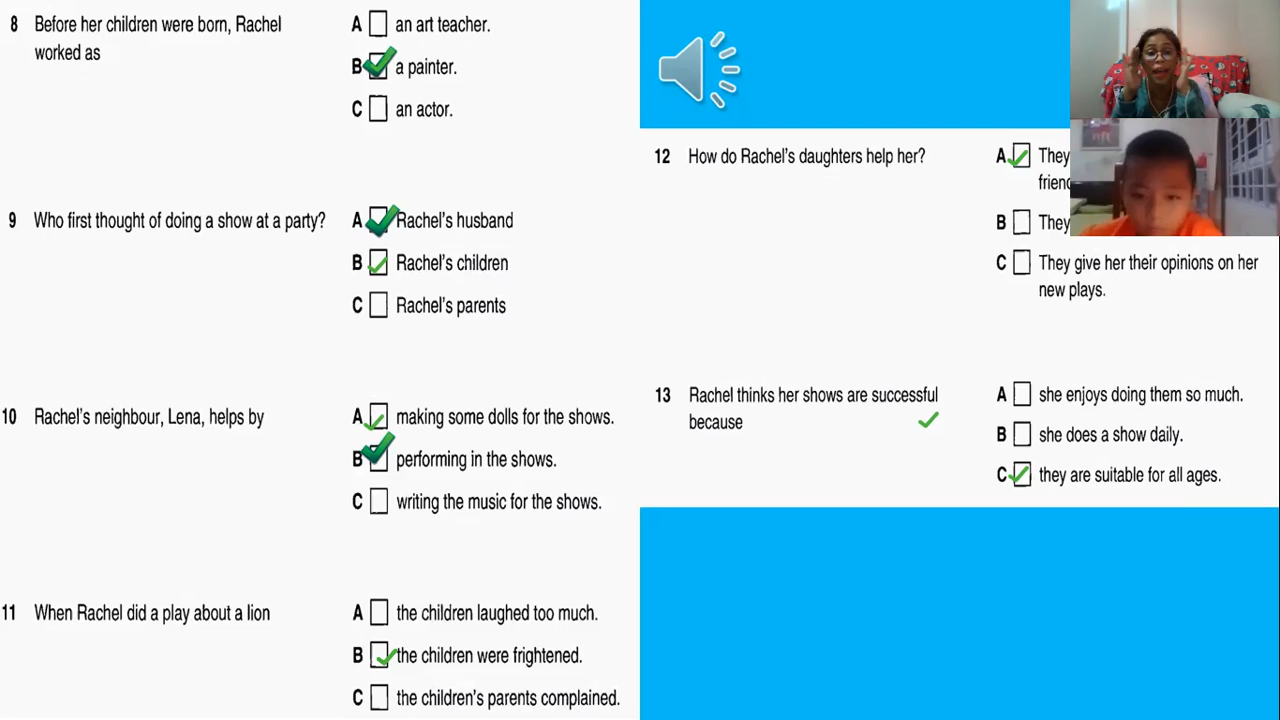 8 Before her children were born, Rachel
worked as
A an art teacher.
B a painter.
C an actor.
9 Who first thought of doing a show at a party?
A Rachel's husband
B Rachel's children
C Rachel's parents
10 Rachel's neighbour, Lena, helps by
A making some dolls for the shows.
B performing in the shows.
C writing the music for the shows.
11 When Rachel did a play about a lion
A the children laughed too much.
B the children were frightened.
C the children's parents complained.
12 How do Rachel's daughters help her?
A They
B They
C They give her their opinions on her
new plays.
13 Rachel thinks her shows are successful
because
A she enjoys doing them so much.
B she does a show daily.
C they are suitable for all ages.